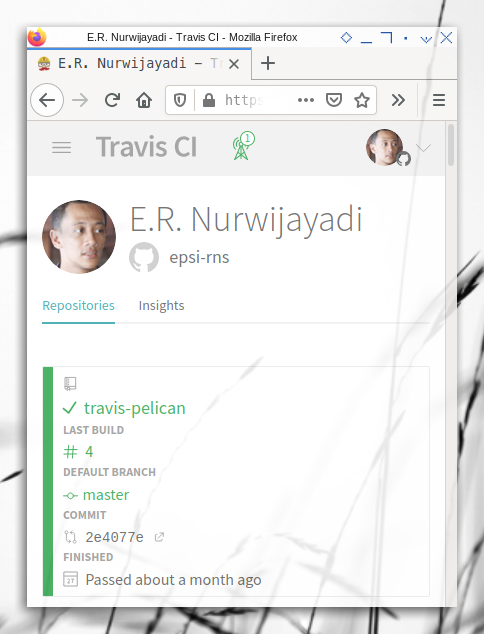 E.R. Nurwijayadi - Travis CI - Mozilla Firefox
E.R. Nurwijayadi – T
https
Travis CI
1
E.R. Nurwijayadi
epsi-rns
Repositories Insights
travis-pelican
LAST BUILD
# 4
DEFAULT BRANCH
master
COMMIT
2e4077e
FINISHED
27 Passed about a month ago